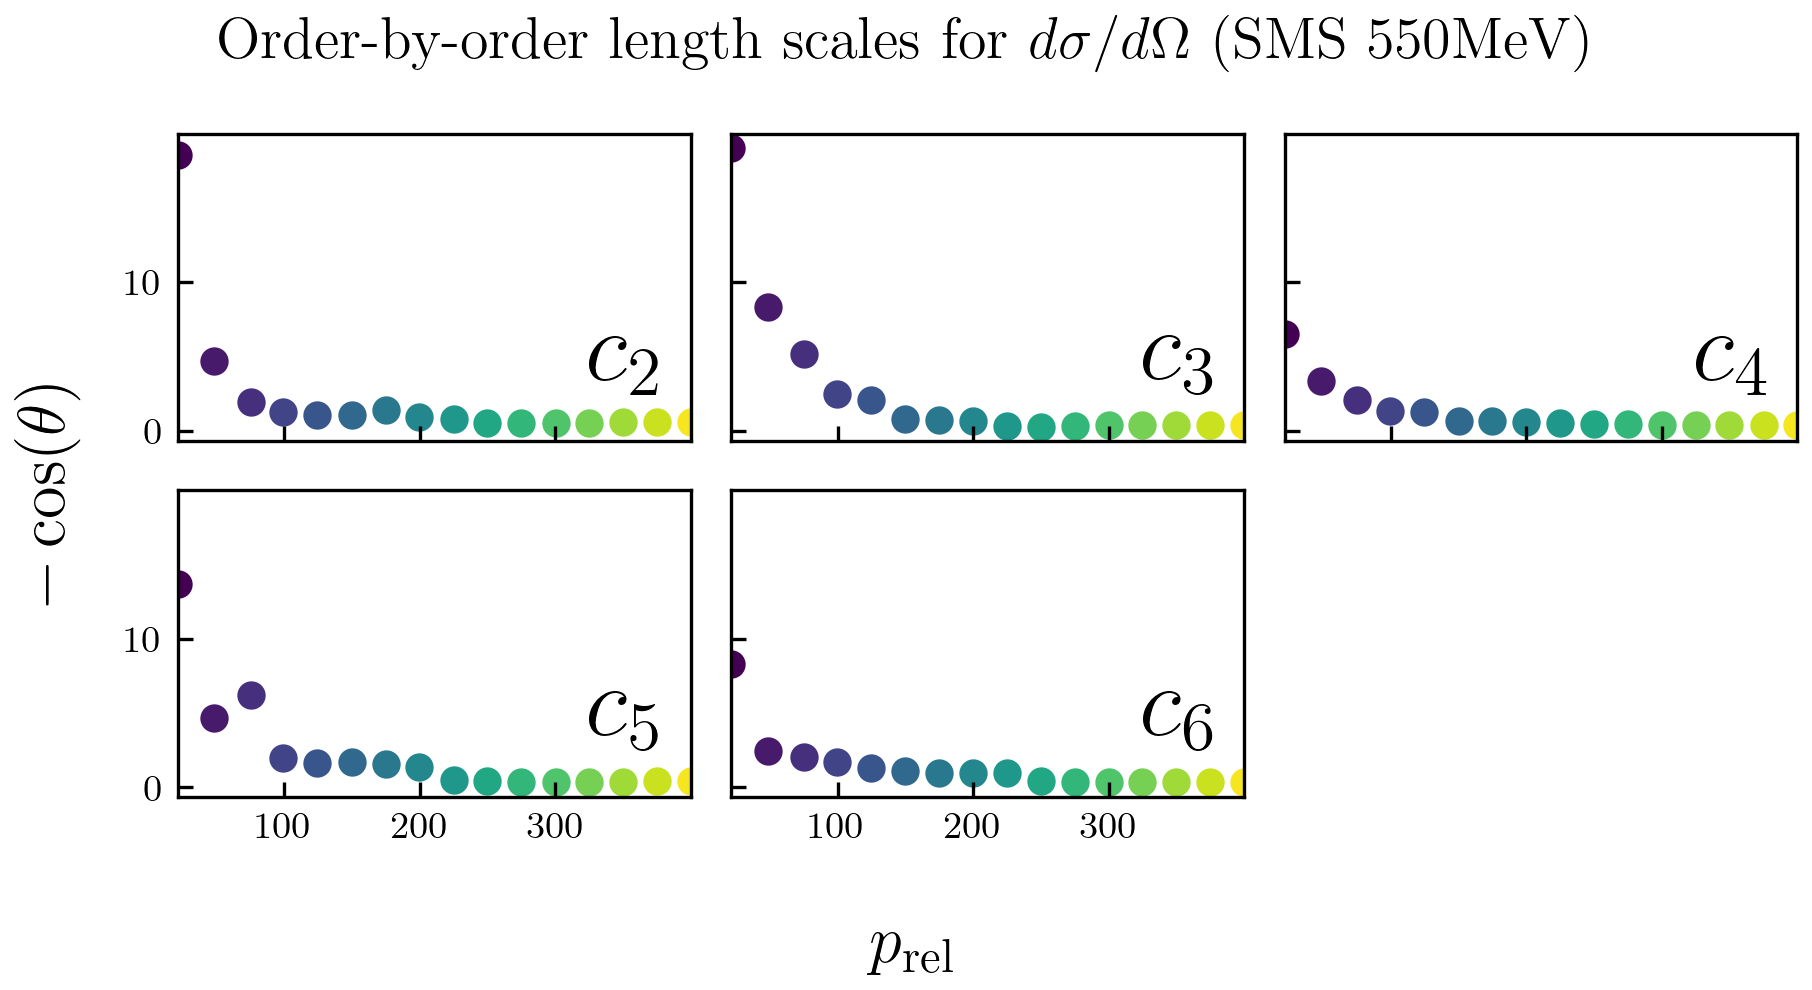 Order-by-order length scales for dσ/dΩ (SMS 550MeV)
− cos(θ)
10
0
c₂
c₃
c₄
10
0
c₅
c₆
100 200 300
100 200 300
p_rel